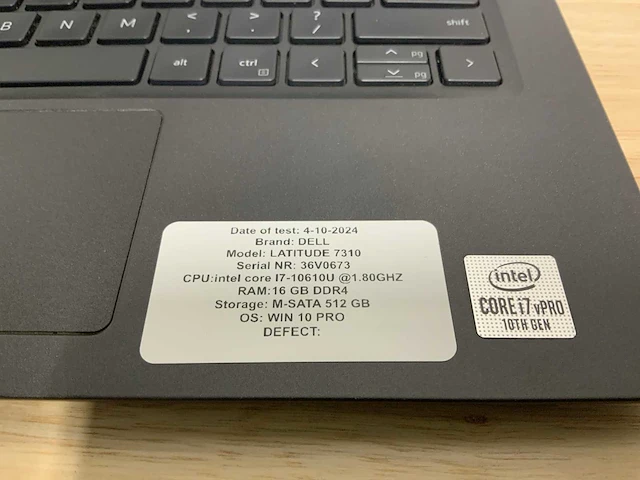 B N M < , > . ? / shift
alt ctrl < pg pg >
Date of test: 4-10-2024
Brand: DELL
Model: LATITUDE 7310
Serial NR: 36V0673
CPU:intel core I7-10610U @1.80GHZ
RAM:16 GB DDR4
Storage: M-SATA 512 GB
OS: WIN 10 PRO
DEFECT:
intel
CORE i7 vPRO
10TH GEN